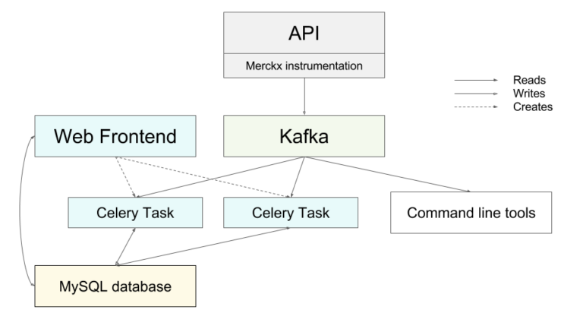 API
Merckx instrumentation
Reads
Writes
Creates
Web Frontend
Kafka
Celery Task
Celery Task
Command line tools
MySQL database